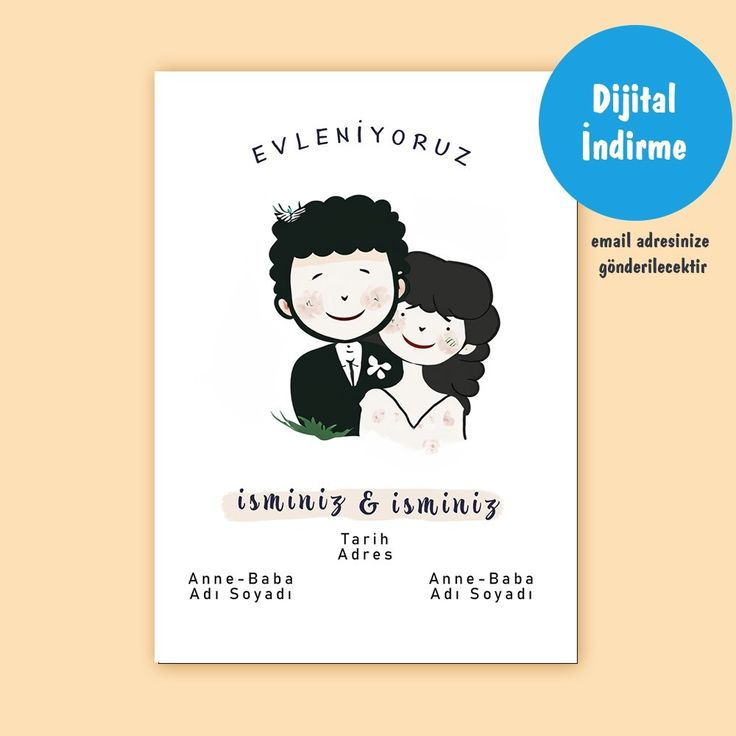 Dijital
İndirme
email adresinize
gönderilecektir
EVLENİYORUZ
isminiz & isminiz
Tarih
Adres
Anne-Baba
Adı Soyadı
Anne-Baba
Adı Soyadı